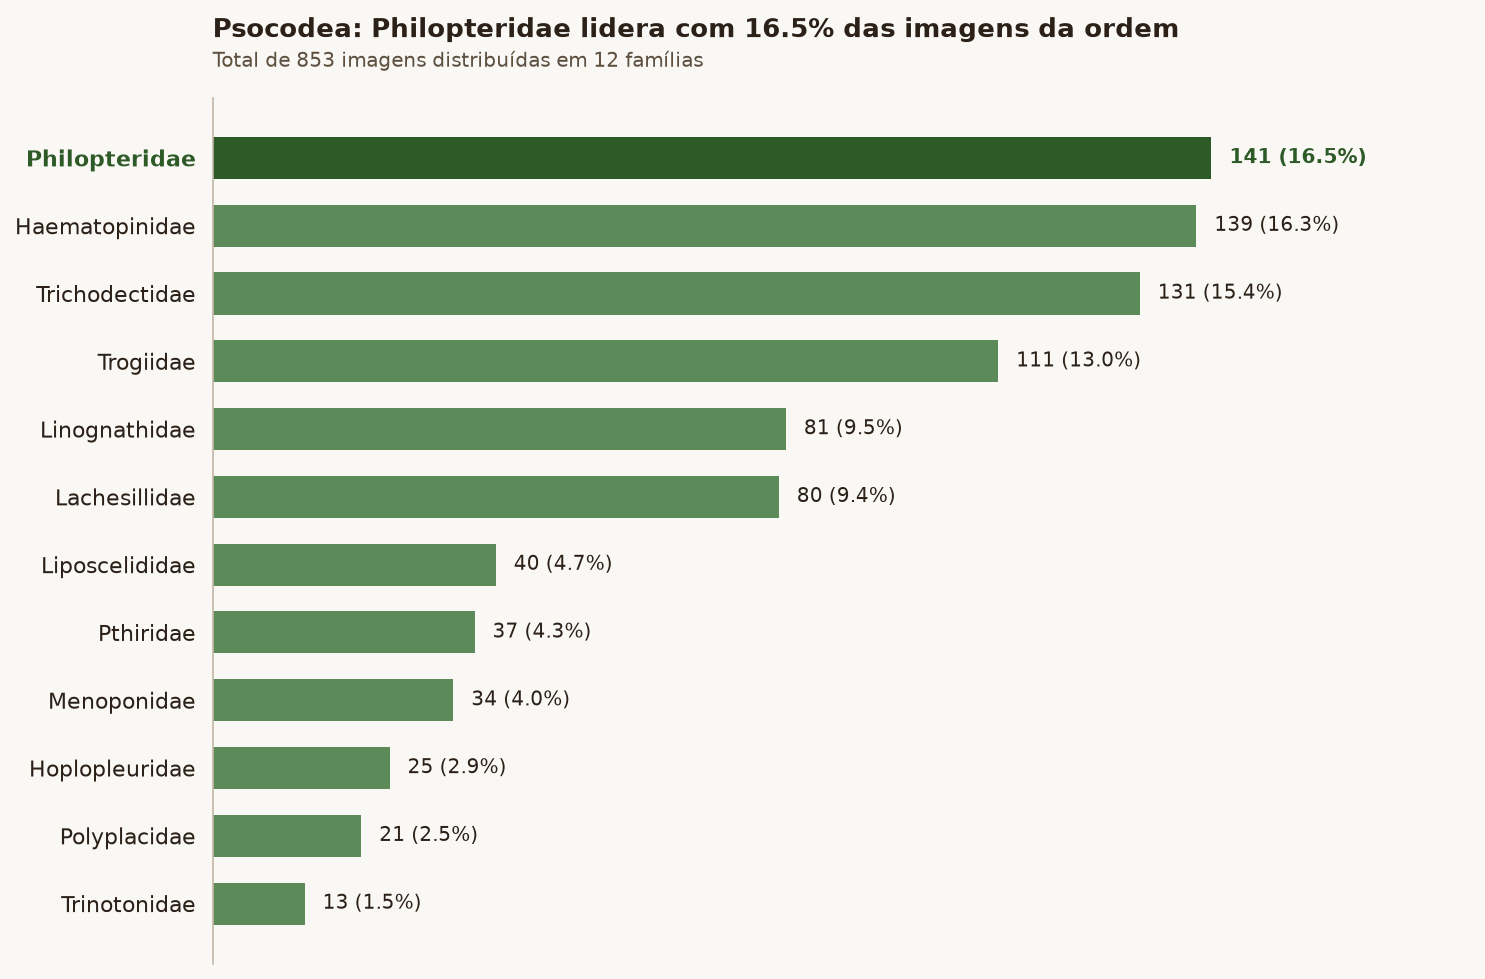 Psocodea: Philopteridae lidera com 16.5% das imagens da ordem
Total de 853 imagens distribuídas em 12 famílias
Philopteridae 141 (16.5%)
Haematopinidae 139 (16.3%)
Trichodectidae 131 (15.4%)
Trogiidae 111 (13.0%)
Linognathidae 81 (9.5%)
Lachesillidae 80 (9.4%)
Liposcelididae 40 (4.7%)
Pthiridae 37 (4.3%)
Menoponidae 34 (4.0%)
Hoplopleuridae 25 (2.9%)
Polyplacidae 21 (2.5%)
Trinotonidae 13 (1.5%)